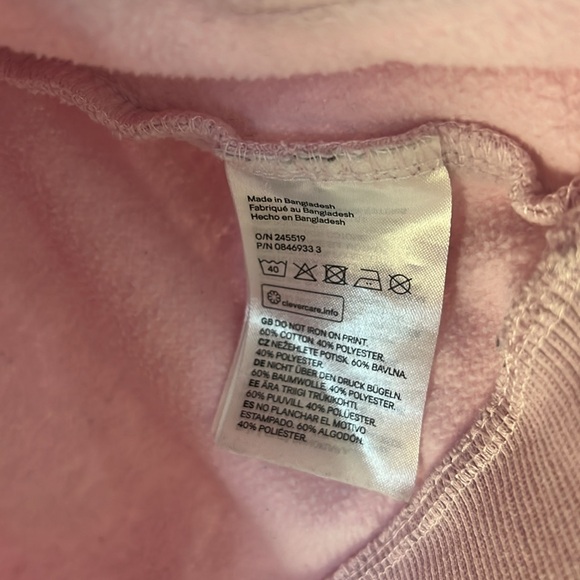 Made in Bangladesh
Fabriqué au Bangladesh
Hecho en Bangladesh
O/N 245519
P/N 0846933 3
40
clevercare.info
GB DO NOT IRON ON PRINT.
60% COTTON. 40% POLYESTER.
CZ NEŽEHLETE POTISK. 60% BAVLNA.
40% POLYESTER.
DE NICHT ÜBER DEN DRUCK BÜGELN.
60% BAUMWOLLE. 40% POLYESTER.
EE ÄRA TRIIGI TRÜKIKOHTI.
60% PUUVILL. 40% POLÜESTER.
ES NO PLANCHAR EL MOTIVO
ESTAMPADO. 60% ALGODÓN.
40% POLIÉSTER.